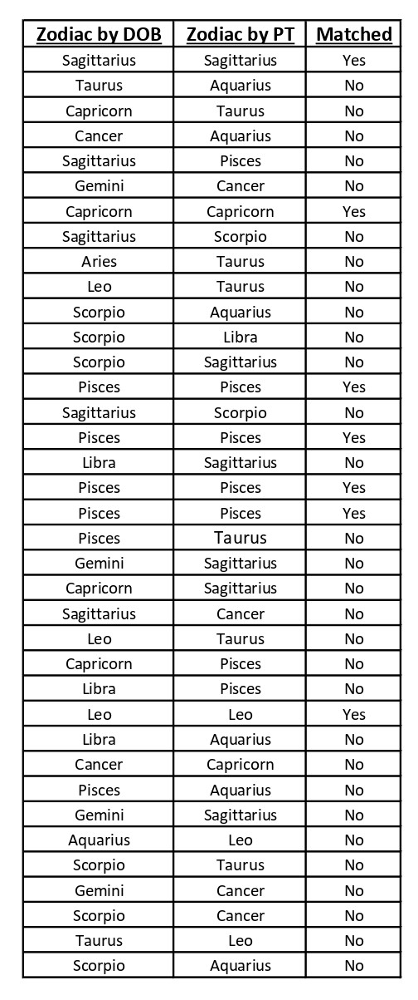 Zodiac by DOB Zodiac by PT Matched
Sagittarius Sagittarius Yes
Taurus Aquarius No
Capricorn Taurus No
Cancer Aquarius No
Sagittarius Pisces No
Gemini Cancer No
Capricorn Capricorn Yes
Sagittarius Scorpio No
Aries Taurus No
Leo Taurus No
Scorpio Aquarius No
Scorpio Libra No
Scorpio Sagittarius No
Pisces Pisces Yes
Sagittarius Scorpio No
Pisces Pisces Yes
Libra Sagittarius No
Pisces Pisces Yes
Pisces Pisces Yes
Pisces Taurus No
Gemini Sagittarius No
Capricorn Sagittarius No
Sagittarius Cancer No
Leo Taurus No
Capricorn Pisces No
Libra Pisces No
Leo Leo Yes
Libra Aquarius No
Cancer Capricorn No
Pisces Aquarius No
Gemini Sagittarius No
Aquarius Leo No
Scorpio Taurus No
Gemini Cancer No
Scorpio Cancer No
Taurus Leo No
Scorpio Aquarius No